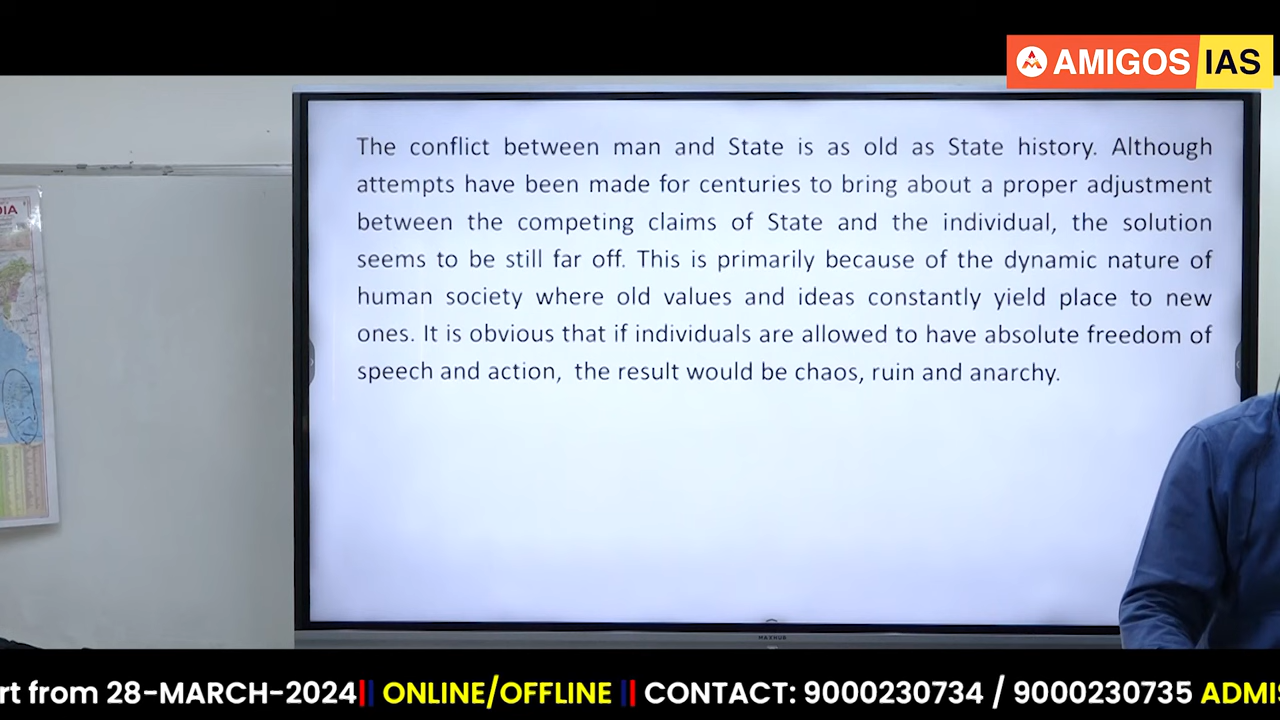 AMIGOS IAS
DIA
The conflict between man and State is as old as State history. Although
attempts have been made for centuries to bring about a proper adjustment
between the competing claims of State and the individual, the solution
seems to be still far off. This is primarily because of the dynamic nature of
human society where old values and ideas constantly yield place to new
ones. It is obvious that if individuals are allowed to have absolute freedom of
speech and action, the result would be chaos, ruin and anarchy.
MAXHUB
rt from 28-MARCH-2024|| ONLINE/OFFLINE || CONTACT: 9000230734 / 9000230735 ADMIS